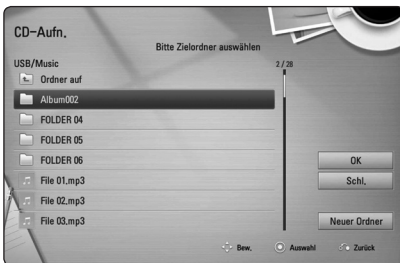 CD-Aufn.
Bitte Zielordner auswählen
USB/Music
2 / 26
Ordner auf
Album002
FOLDER 04
FOLDER 05
FOLDER 06
File 01.mp3
File 02.mp3
File 03.mp3
OK
Schl.
Neuer Ordner
Bew. Auswahl Zurück